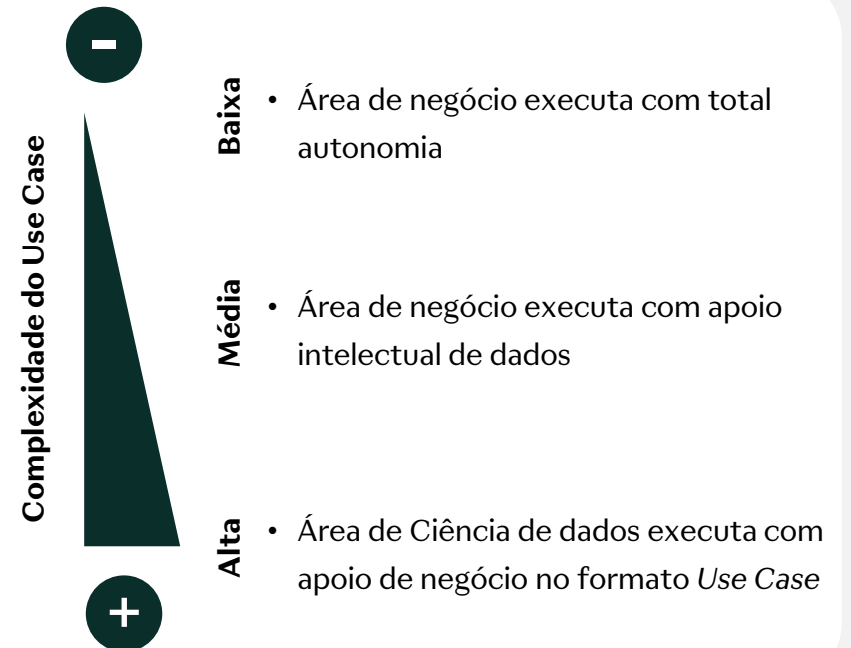 Complexidade do Use Case
-
Baixa
• Área de negócio executa com total
autonomia
Média
• Área de negócio executa com apoio
intelectual de dados
Alta
• Área de Ciência de dados executa com
apoio de negócio no formato Use Case
+